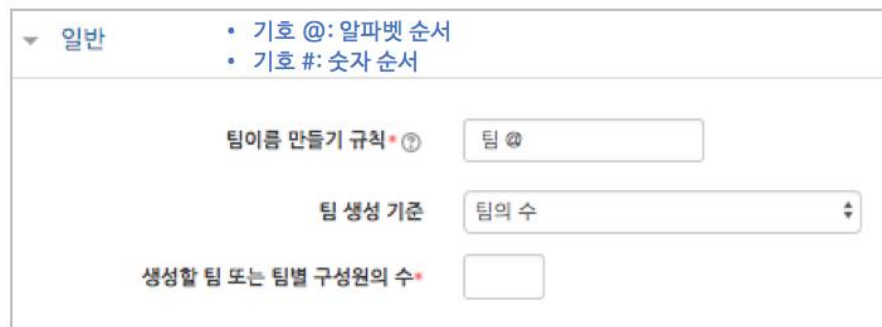 일반
• 기호 @: 알파벳 순서
• 기호 #: 숫자 순서
팀이름 만들기 규칙* ? 팀 @
팀 생성 기준 팀의 수
생성할 팀 또는 팀별 구성원의 수*